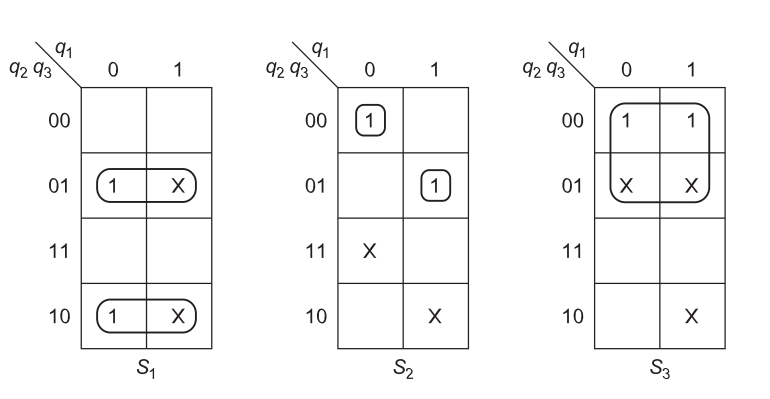 q1 q1 q1
q2 q3 0 1 q2 q3 0 1 q2 q3 0 1
00 00 1 00 1 1
01 1 X 01 1 01 X X
11 11 X 11
10 1 X 10 X 10 X
S1 S2 S3